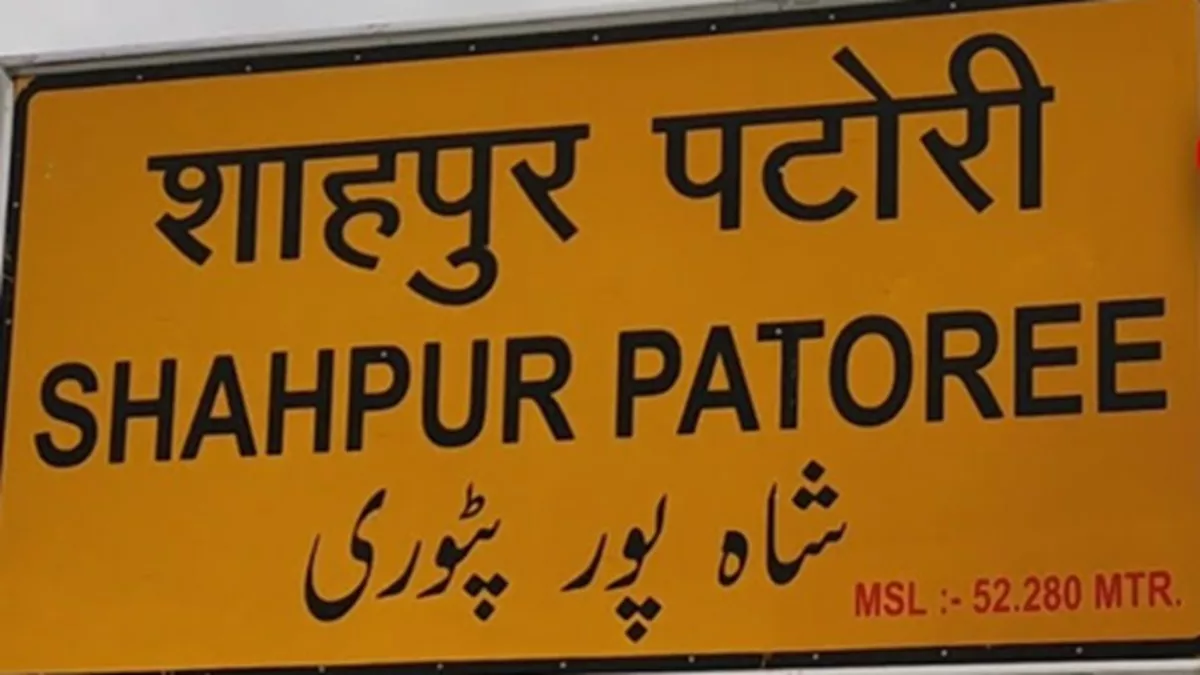 शाहपुर पटोरी
SHAHPUR PATOREE
شاہ پور پٹوری
MSL :- 52.280 MTR.